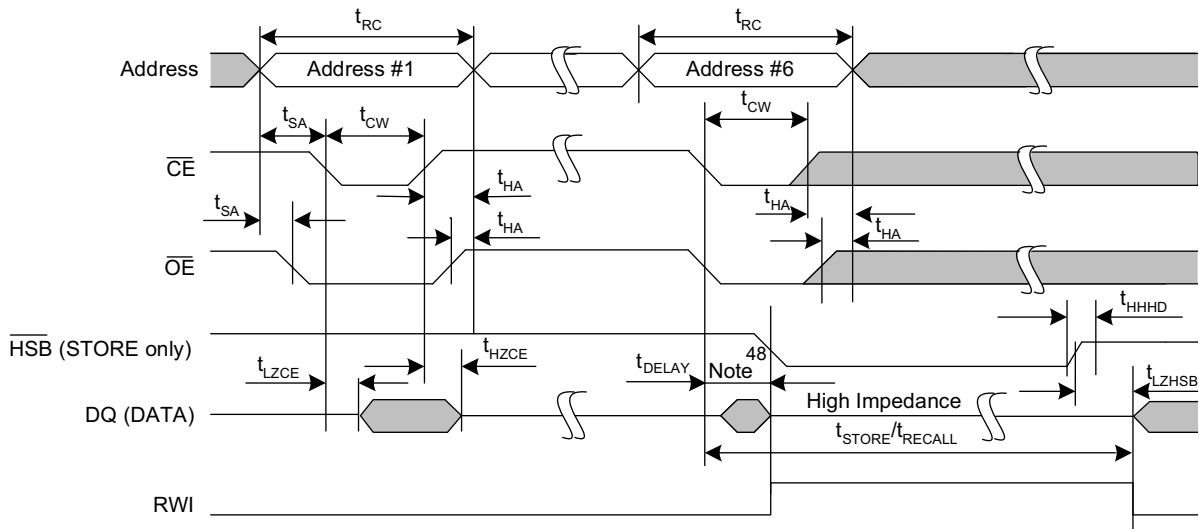 tRC tRC
Address Address #1 Address #6
tCW
tSA tCW
CE
tHA
tSA tHA
tHA tHA
OE
tHHHD
HSB (STORE only)
48
tLZCE tHZCE tDELAY Note
tLZHSB
DQ (DATA) High Impedance
tSTORE/tRECALL
RWI